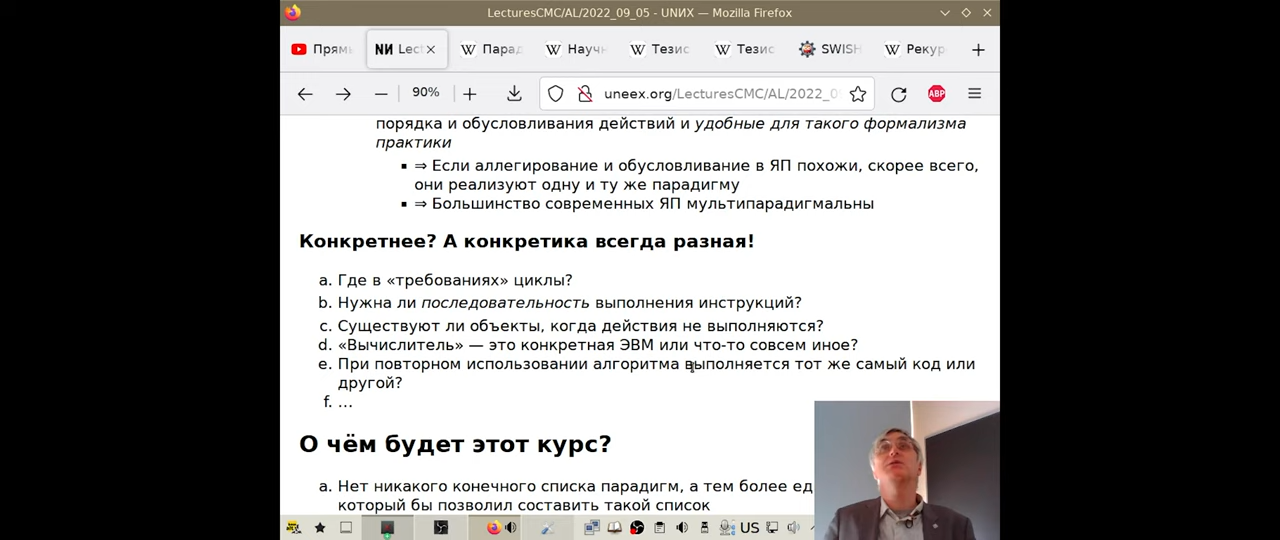 LecturesCMC/AL/2022_09_05 - UNИX — Mozilla Firefox
Прямы NИ Lect W Парад W Научн W Тезис W Тезис SWISH W Рекур
90% uneex.org/LecturesCMC/AL/2022_0 ABP
порядка и обусловливания действий и удобные для такого формализма
практики
▪ ⇒ Если аллегирование и обусловливание в ЯП похожи, скорее всего,
они реализуют одну и ту же парадигму
▪ ⇒ Большинство современных ЯП мультипарадигмальны
Конкретнее? А конкретика всегда разная!
a. Где в «требованиях» циклы?
b. Нужна ли последовательность выполнения инструкций?
c. Существуют ли объекты, когда действия не выполняются?
d. «Вычислитель» — это конкретная ЭВМ или что-то совсем иное?
e. При повторном использовании алгоритма выполняется тот же самый код или
другой?
f. …
О чём будет этот курс?
a. Нет никакого конечного списка парадигм, а тем более ед
который бы позволил составить такой список
US